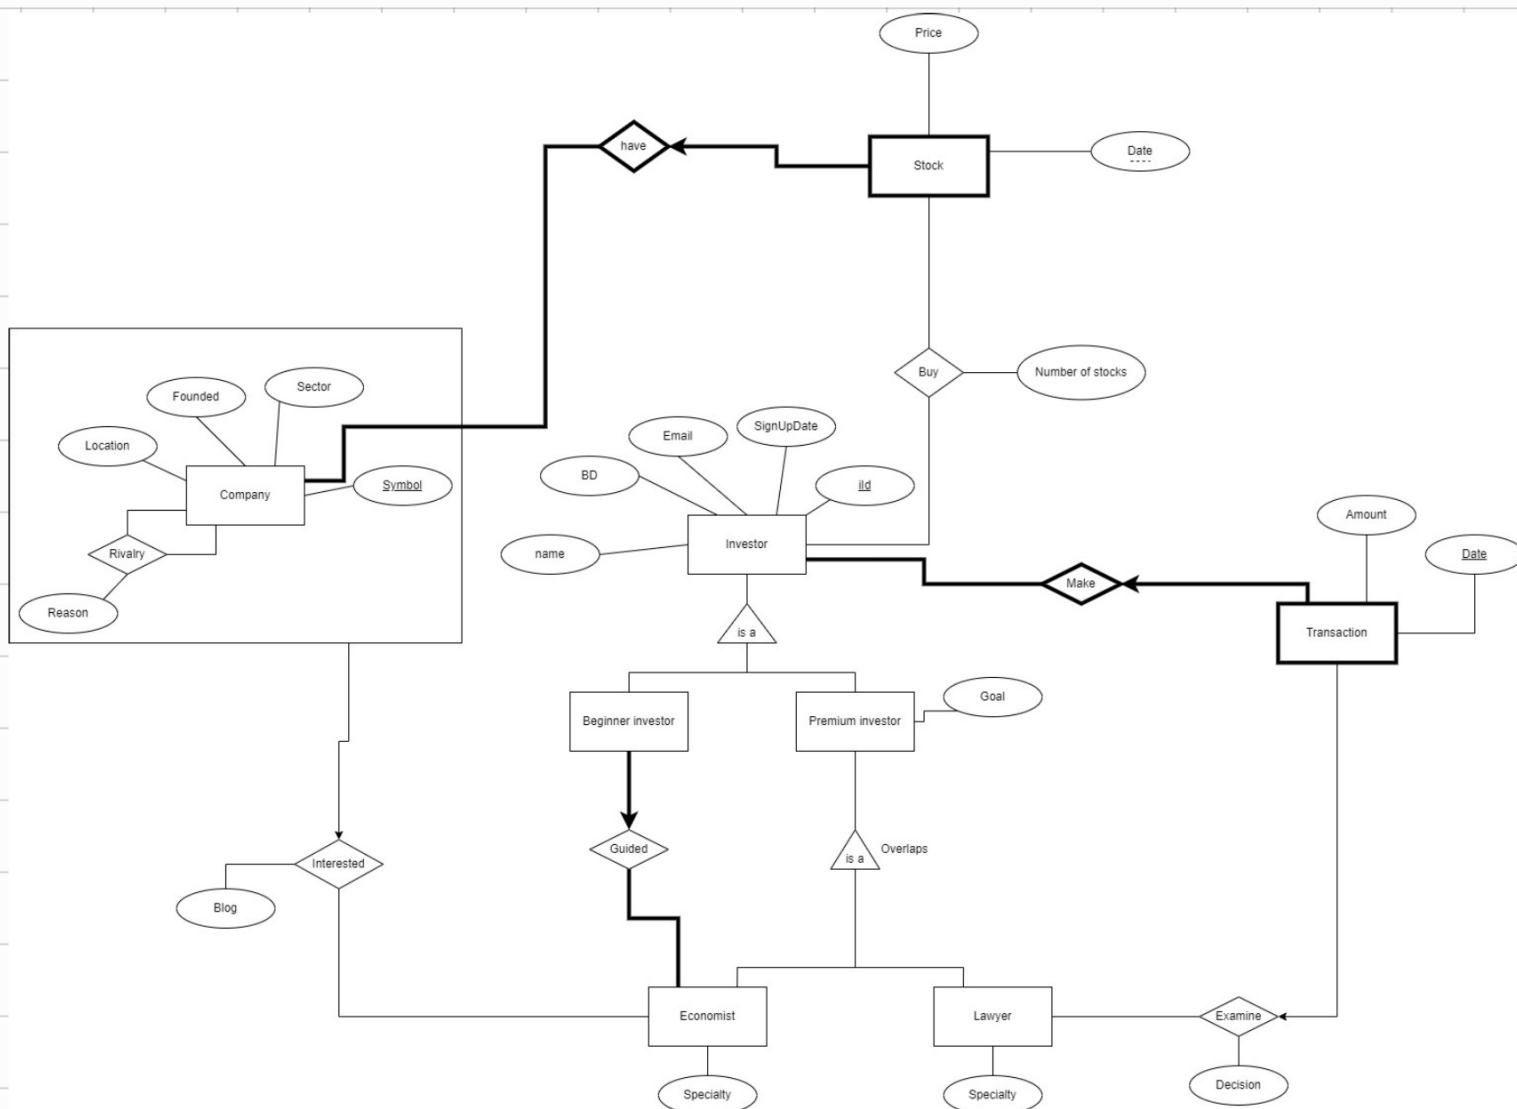 Price
have
Stock
Date
Buy
Number of stocks
Founded
Sector
Location
Company
Symbol
Rivalry
Reason
Email
SignUpDate
BD
iId
name
Investor
Make
Amount
Date
Transaction
is a
Beginner investor
Premium investor
Goal
Interested
Blog
Guided
is a
Overlaps
Economist
Lawyer
Examine
Specialty
Specialty
Decision